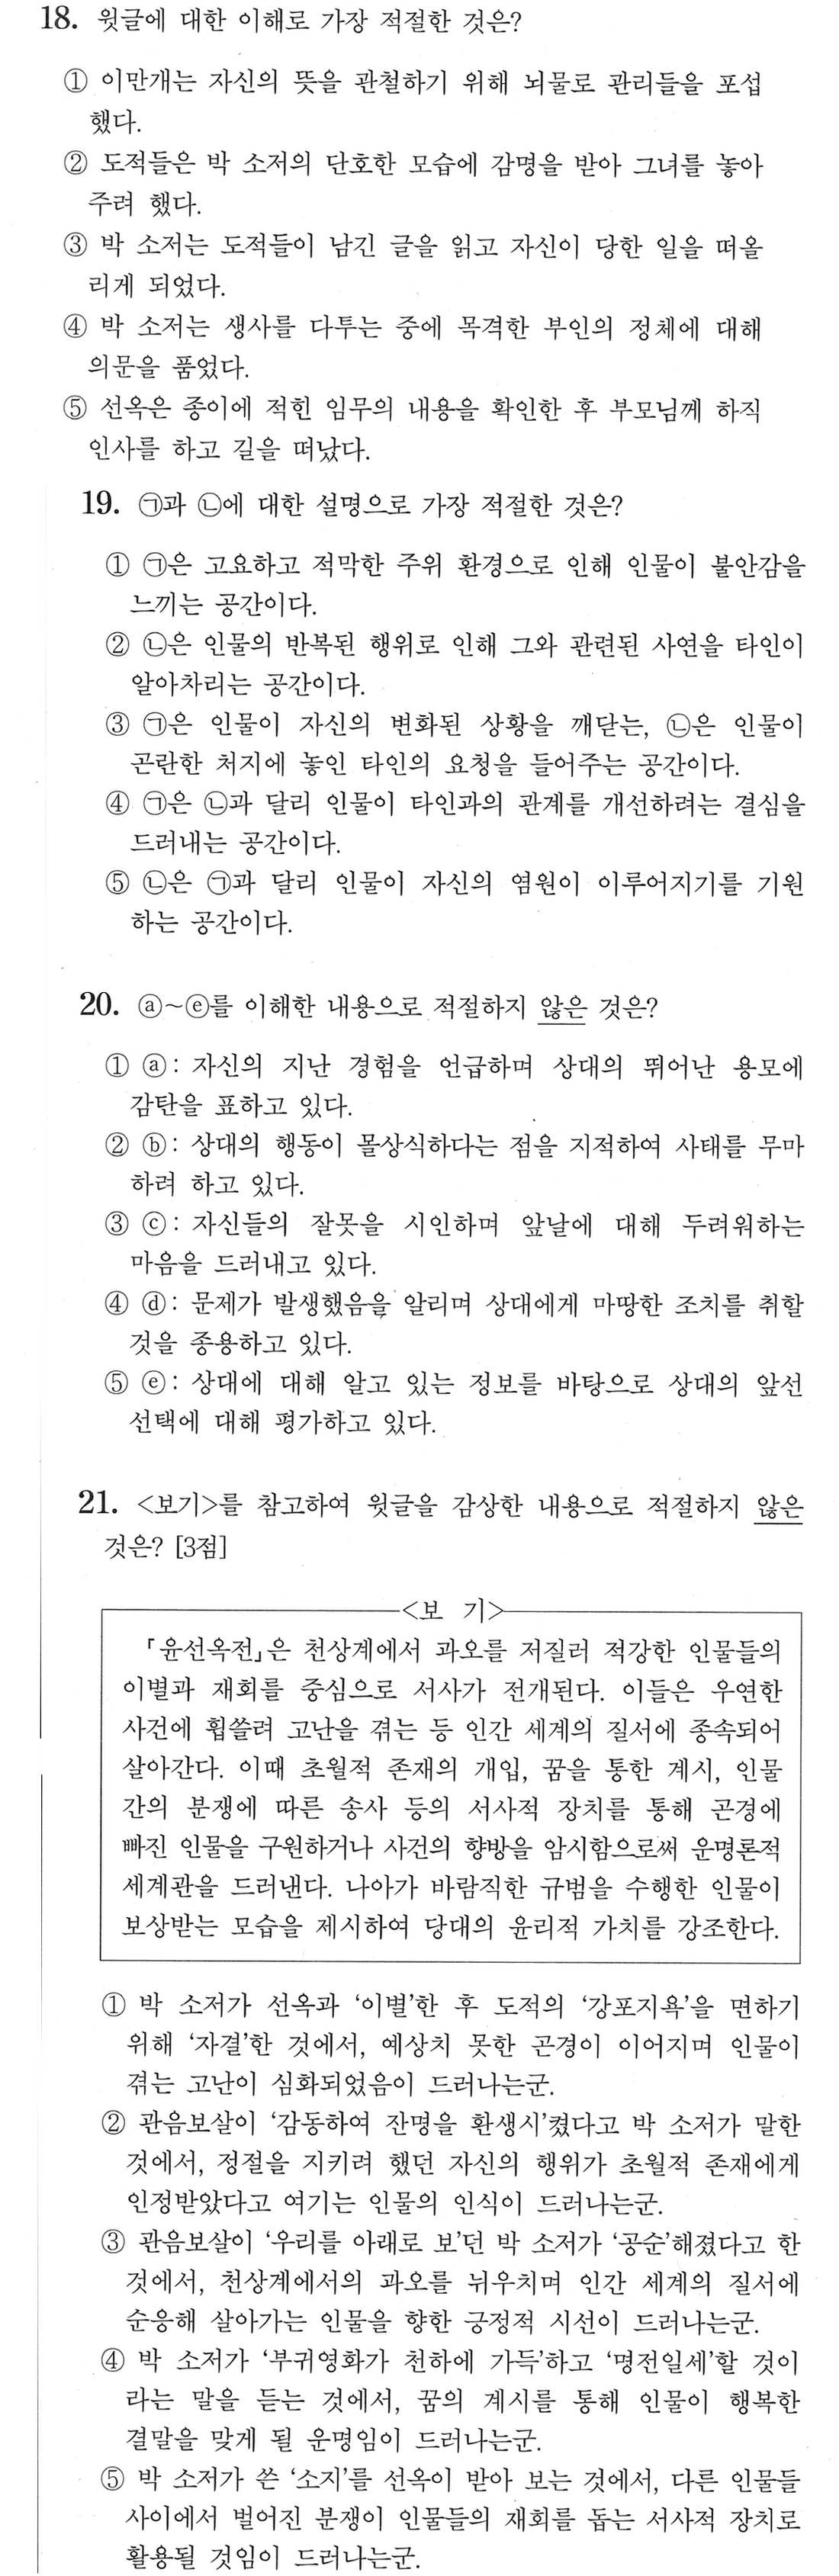 18. 윗글에 대한 이해로 가장 적절한 것은?
① 이만개는 자신의 뜻을 관철하기 위해 뇌물로 관리들을 포섭
했다.
② 도적들은 박 소저의 단호한 모습에 감명을 받아 그녀를 놓아
주려 했다.
③ 박 소저는 도적들이 남긴 글을 읽고 자신이 당한 일을 떠올
리게 되었다.
④ 박 소저는 생사를 다투는 중에 목격한 부인의 정체에 대해
의문을 품었다.
⑤ 선옥은 종이에 적힌 임무의 내용을 확인한 후 부모님께 하직
인사를 하고 길을 떠났다.
19. ㉠과 ㉡에 대한 설명으로 가장 적절한 것은?
① ㉠은 고요하고 적막한 주위 환경으로 인해 인물이 불안감을
느끼는 공간이다.
② ㉡은 인물의 반복된 행위로 인해 그와 관련된 사연을 타인이
알아차리는 공간이다.
③ ㉠은 인물이 자신의 변화된 상황을 깨닫는, ㉡은 인물이
곤란한 처지에 놓인 타인의 요청을 들어주는 공간이다.
④ ㉠은 ㉡과 달리 인물이 타인과의 관계를 개선하려는 결심을
드러내는 공간이다.
⑤ ㉡은 ㉠과 달리 인물이 자신의 염원이 이루어지기를 기원
하는 공간이다.
20. ⓐ~ⓔ를 이해한 내용으로 적절하지 않은 것은?
① ⓐ: 자신의 지난 경험을 언급하며 상대의 뛰어난 용모에
감탄을 표하고 있다.
② ⓑ: 상대의 행동이 몰상식하다는 점을 지적하여 사태를 무마
하려 하고 있다.
③ ⓒ: 자신들의 잘못을 시인하며 앞날에 대해 두려워하는
마음을 드러내고 있다.
④ ⓓ: 문제가 발생했음을 알리며 상대에게 마땅한 조치를 취할
것을 종용하고 있다.
⑤ ⓔ: 상대에 대해 알고 있는 정보를 바탕으로 상대의 앞선
선택에 대해 평가하고 있다.
21. <보기>를 참고하여 윗글을 감상한 내용으로 적절하지 않은
것은? [3점]
<보 기>
「윤선옥전」은 천상계에서 과오를 저질러 적강한 인물들의
이별과 재회를 중심으로 서사가 전개된다. 이들은 우연한
사건에 휩쓸려 고난을 겪는 등 인간 세계의 질서에 종속되어
살아간다. 이때 초월적 존재의 개입, 꿈을 통한 계시, 인물
간의 분쟁에 따른 송사 등의 서사적 장치를 통해 곤경에
빠진 인물을 구원하거나 사건의 향방을 암시함으로써 운명론적
세계관을 드러낸다. 나아가 바람직한 규범을 수행한 인물이
보상받는 모습을 제시하여 당대의 윤리적 가치를 강조한다.
① 박 소저가 선옥과 ‘이별’한 후 도적의 ‘강포지욕’을 면하기
위해 ‘자결’한 것에서, 예상치 못한 곤경이 이어지며 인물이
겪는 고난이 심화되었음이 드러나는군.
② 관음보살이 ‘감동하여 잔명을 환생시’켰다고 박 소저가 말한
것에서, 정절을 지키려 했던 자신의 행위가 초월적 존재에게
인정받았다고 여기는 인물의 인식이 드러나는군.
③ 관음보살이 ‘우리를 아래로 보’던 박 소저가 ‘공순’해졌다고 한
것에서, 천상계에서의 과오를 뉘우치며 인간 세계의 질서에
순응해 살아가는 인물을 향한 긍정적 시선이 드러나는군.
④ 박 소저가 ‘부귀영화가 천하에 가득’하고 ‘명전일세’할 것이
라는 말을 듣는 것에서, 꿈의 계시를 통해 인물이 행복한
결말을 맞게 될 운명임이 드러나는군.
⑤ 박 소저가 쓴 ‘소지’를 선옥이 받아 보는 것에서, 다른 인물들
사이에서 벌어진 분쟁이 인물들의 재회를 돕는 서사적 장치로
활용될 것임이 드러나는군.